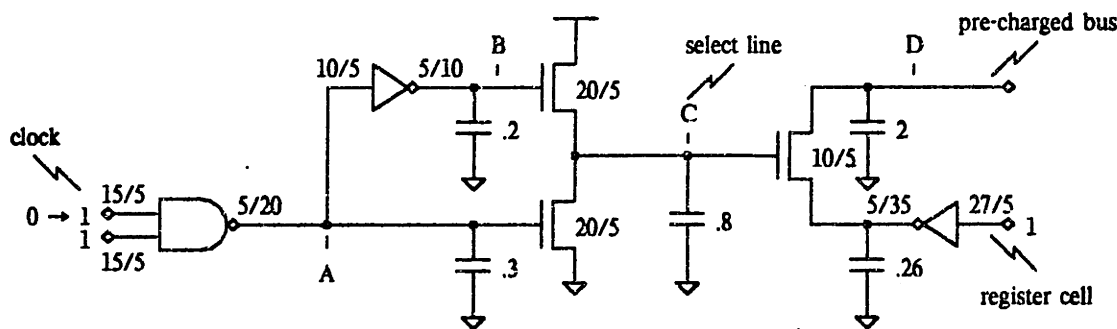 pre-charged bus
select line
D
B
10/5
5/10
20/5
C
clock
.2
2
10/5
15/5
5/20
5/35
27/5
0 → 1
20/5
.8
1
1
15/5
A
.3
.26
register cell